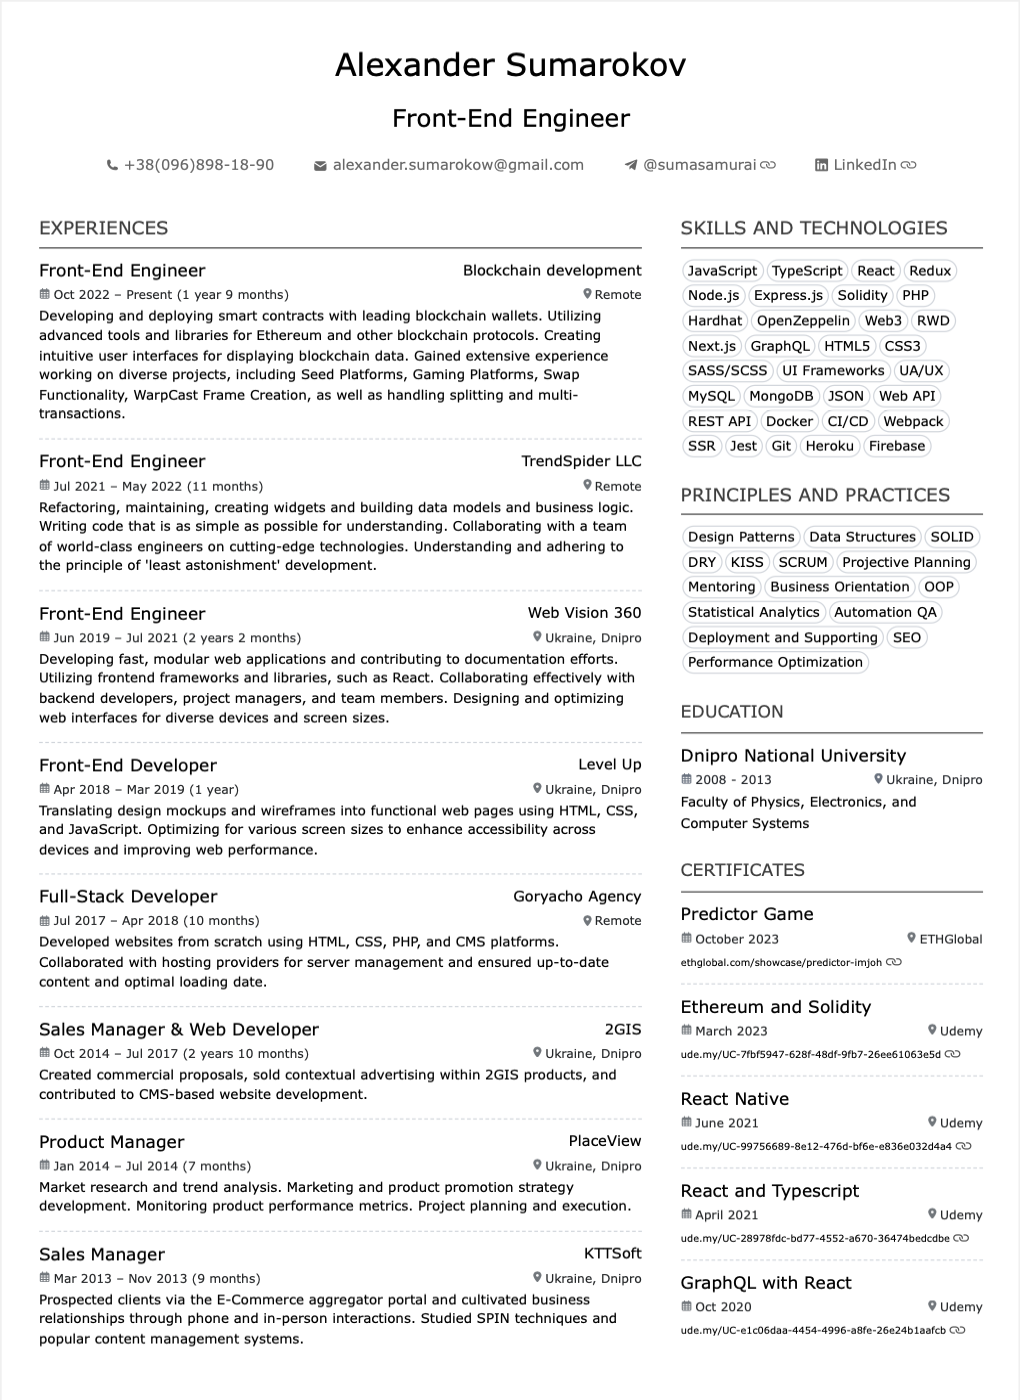 Alexander Sumarokov
Front-End Engineer
+38(096)898-18-90 alexander.sumarokow@gmail.com @sumasamurai LinkedIn
EXPERIENCES
Front-End Engineer Blockchain development
Oct 2022 – Present (1 year 9 months) Remote
Developing and deploying smart contracts with leading blockchain wallets. Utilizing
advanced tools and libraries for Ethereum and other blockchain protocols. Creating
intuitive user interfaces for displaying blockchain data. Gained extensive experience
working on diverse projects, including Seed Platforms, Gaming Platforms, Swap
Functionality, WarpCast Frame Creation, as well as handling splitting and multi-
transactions.
Front-End Engineer TrendSpider LLC
Jul 2021 – May 2022 (11 months) Remote
Refactoring, maintaining, creating widgets and building data models and business logic.
Writing code that is as simple as possible for understanding. Collaborating with a team
of world-class engineers on cutting-edge technologies. Understanding and adhering to
the principle of 'least astonishment' development.
Front-End Engineer Web Vision 360
Jun 2019 – Jul 2021 (2 years 2 months) Ukraine, Dnipro
Developing fast, modular web applications and contributing to documentation efforts.
Utilizing frontend frameworks and libraries, such as React. Collaborating effectively with
backend developers, project managers, and team members. Designing and optimizing
web interfaces for diverse devices and screen sizes.
Front-End Developer Level Up
Apr 2018 – Mar 2019 (1 year) Ukraine, Dnipro
Translating design mockups and wireframes into functional web pages using HTML, CSS,
and JavaScript. Optimizing for various screen sizes to enhance accessibility across
devices and improving web performance.
Full-Stack Developer Goryacho Agency
Jul 2017 – Apr 2018 (10 months) Remote
Developed websites from scratch using HTML, CSS, PHP, and CMS platforms.
Collaborated with hosting providers for server management and ensured up-to-date
content and optimal loading date.
Sales Manager & Web Developer 2GIS
Oct 2014 – Jul 2017 (2 years 10 months) Ukraine, Dnipro
Created commercial proposals, sold contextual advertising within 2GIS products, and
contributed to CMS-based website development.
Product Manager PlaceView
Jan 2014 – Jul 2014 (7 months) Ukraine, Dnipro
Market research and trend analysis. Marketing and product promotion strategy
development. Monitoring product performance metrics. Project planning and execution.
Sales Manager KTTSoft
Mar 2013 – Nov 2013 (9 months) Ukraine, Dnipro
Prospected clients via the E-Commerce aggregator portal and cultivated business
relationships through phone and in-person interactions. Studied SPIN techniques and
popular content management systems.
SKILLS AND TECHNOLOGIES
JavaScript TypeScript React Redux
Node.js Express.js Solidity PHP
Hardhat OpenZeppelin Web3 RWD
Next.js GraphQL HTML5 CSS3
SASS/SCSS UI Frameworks UA/UX
MySQL MongoDB JSON Web API
REST API Docker CI/CD Webpack
SSR Jest Git Heroku Firebase
PRINCIPLES AND PRACTICES
Design Patterns Data Structures SOLID
DRY KISS SCRUM Projective Planning
Mentoring Business Orientation OOP
Statistical Analytics Automation QA
Deployment and Supporting SEO
Performance Optimization
EDUCATION
Dnipro National University
2008 - 2013 Ukraine, Dnipro
Faculty of Physics, Electronics, and
Computer Systems
CERTIFICATES
Predictor Game
October 2023 ETHGlobal
ethglobal.com/showcase/predictor-imjoh
Ethereum and Solidity
March 2023 Udemy
ude.my/UC-7fbf5947-628f-48df-9fb7-26ee61063e5d
React Native
June 2021 Udemy
ude.my/UC-99756689-8e12-476d-bf6e-e836e032d4a4
React and Typescript
April 2021 Udemy
ude.my/UC-28978fdc-bd77-4552-a670-36474bedcdbe
GraphQL with React
Oct 2020 Udemy
ude.my/UC-e1c06daa-4454-4996-a8fe-26e24b1aafcb